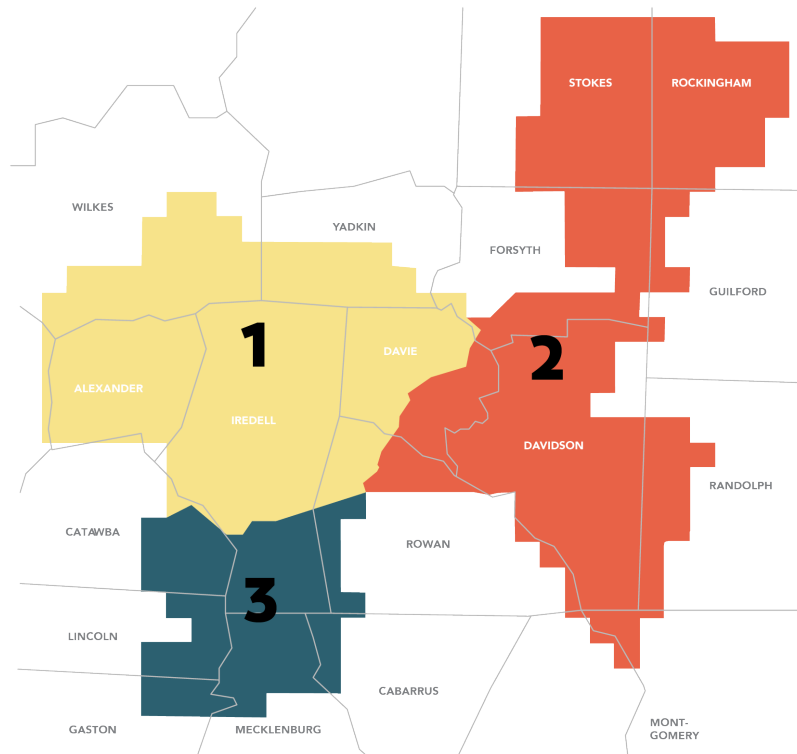 STOKES
ROCKINGHAM
WILKES
YADKIN
FORSYTH
GUILFORD
1
2
DAVIE
ALEXANDER
IREDELL
DAVIDSON
RANDOLPH
CATAWBA
ROWAN
3
LINCOLN
CABARRUS
GASTON
MECKLENBURG
MONT-
GOMERY